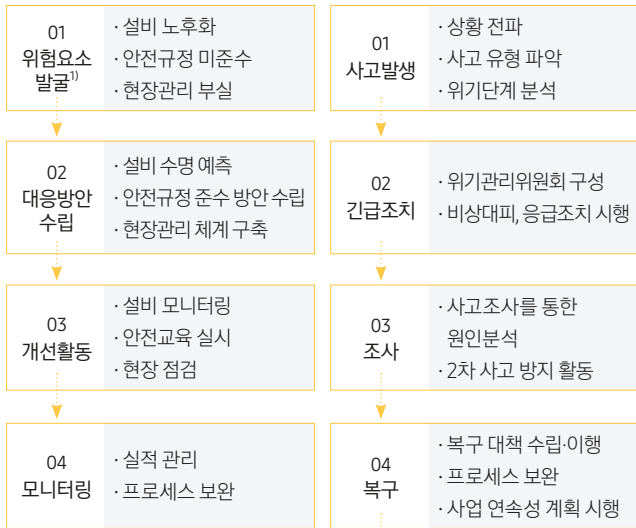 01
위험요소
발굴1)
· 설비 노후화
· 안전규정 미준수
· 현장관리 부실
02
대응방안
수립
· 설비 수명 예측
· 안전규정 준수 방안 수립
· 현장관리 체계 구축
03
개선활동
· 설비 모니터링
· 안전교육 실시
· 현장 점검
04
모니터링
· 실적 관리
· 프로세스 보완
01
사고발생
· 상황 전파
· 사고 유형 파악
· 위기단계 분석
02
긴급조치
· 위기관리위원회 구성
· 비상대피, 응급조치 시행
03
조사
· 사고조사를 통한
원인분석
· 2차 사고 방지 활동
04
복구
· 복구 대책 수립·이행
· 프로세스 보완
· 사업 연속성 계획 시행